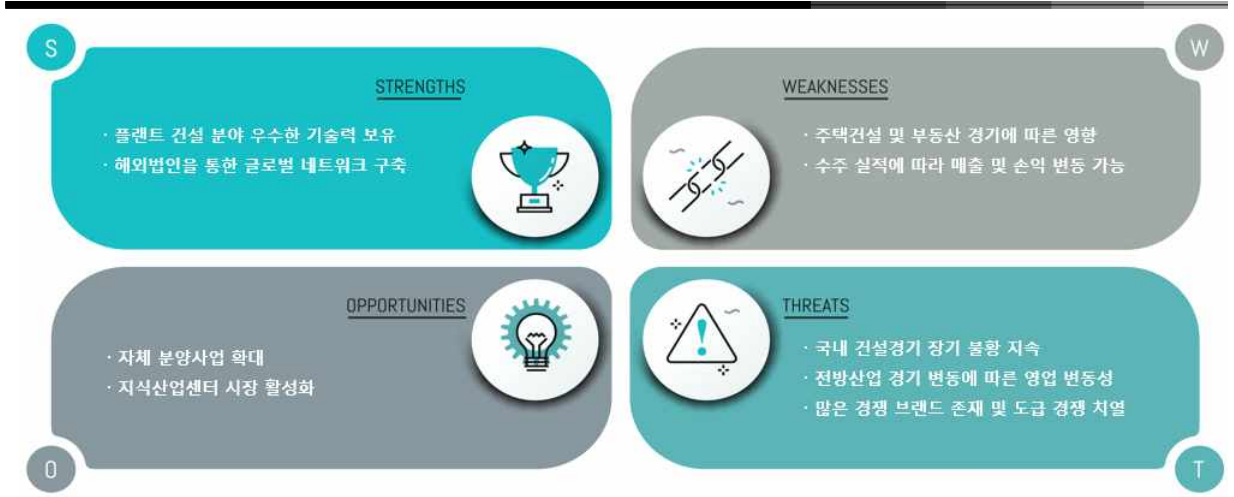 S
STRENGTHS
· 플랜트 건설 분야 우수한 기술력 보유
· 해외법인을 통한 글로벌 네트워크 구축
W
WEAKNESSES
· 주택건설 및 부동산 경기에 따른 영향
· 수주 실적에 따라 매출 및 손익 변동 가능
OPPORTUNITIES
· 자체 분양사업 확대
· 지식산업센터 시장 활성화
O
THREATS
· 국내 건설경기 장기 불황 지속
· 전방산업 경기 변동에 따른 영업 변동성
· 많은 경쟁 브랜드 존재 및 도급 경쟁 치열
T